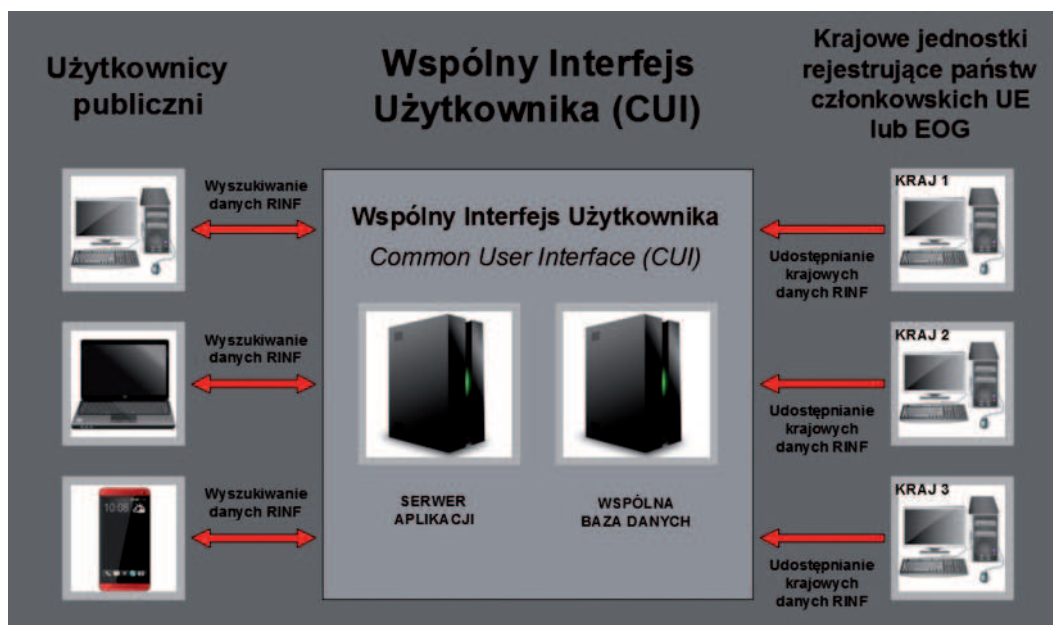 Użytkownicy
publiczni
Wspólny Interfejs
Użytkownika (CUI)
Krajowe jednostki
rejestrujące państw
członkowskich UE
lub EOG
Wyszukiwanie
danych RINF
Wyszukiwanie
danych RINF
Wyszukiwanie
danych RINF
10:08
Wspólny Interfejs Użytkownika
Common User Interface (CUI)
SERWER
APLIKACJI
WSPÓLNA
BAZA DANYCH
KRAJ 1
Udostępnianie
krajowych
danych RINF
KRAJ 2
Udostępnianie
krajowych
danych RINF
KRAJ 3
Udostępnianie
krajowych
danych RINF